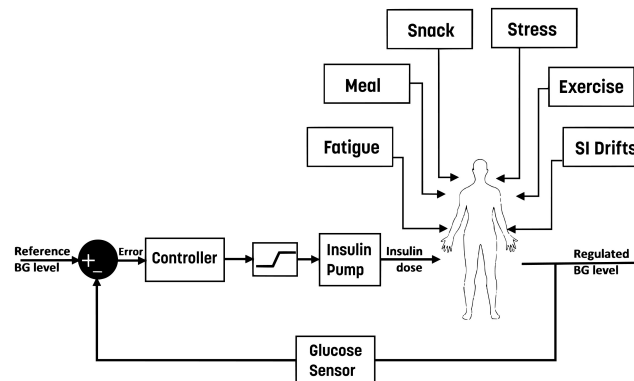 Snack
Stress
Meal
Exercise
Fatigue
SI Drifts
Reference
BG level
+
−
Error
Controller
Insulin
Pump
Insulin
dose
Regulated
BG level
Glucose
Sensor